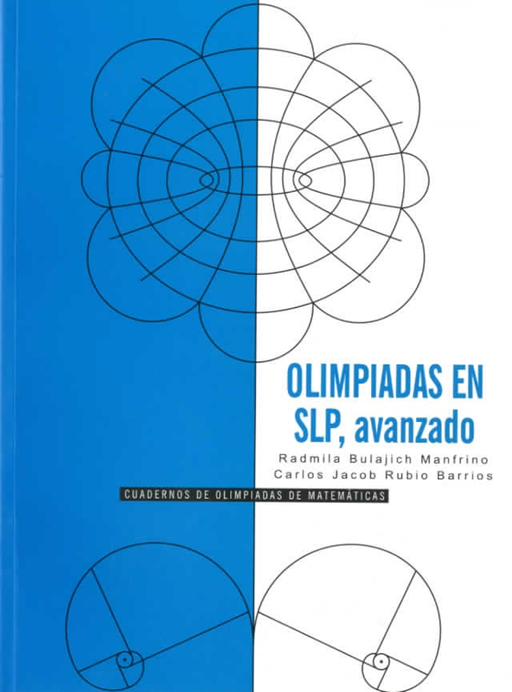 OLIMPIADAS EN
SLP, avanzado
Radmila Bulajich Manfrino
Carlos Jacob Rubio Barrios
CUADERNOS DE OLIMPIADAS DE MATEMÁTICAS